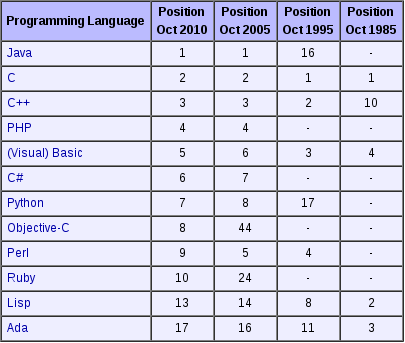 Programming Language Position Oct 2010 Position Oct 2005 Position Oct 1995 Position Oct 1985
Java 1 1 16 -
C 2 2 1 1
C++ 3 3 2 10
PHP 4 4 - -
(Visual) Basic 5 6 3 4
C# 6 7 - -
Python 7 8 17 -
Objective-C 8 44 - -
Perl 9 5 4 -
Ruby 10 24 - -
Lisp 13 14 8 2
Ada 17 16 11 3